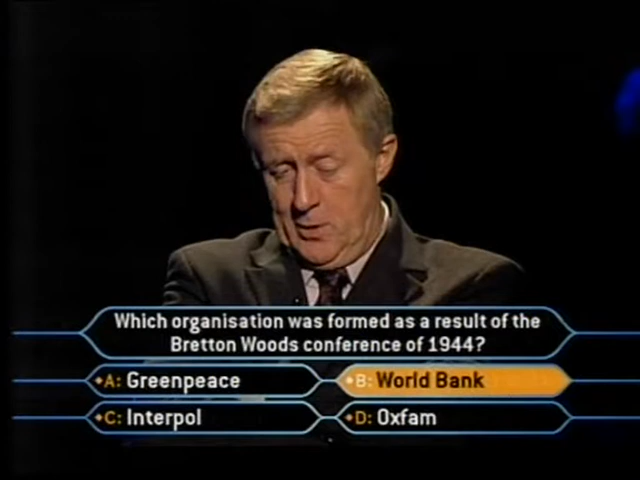 Which organisation was formed as a result of the
Bretton Woods conference of 1944?
A: Greenpeace
B: World Bank
C: Interpol
D: Oxfam